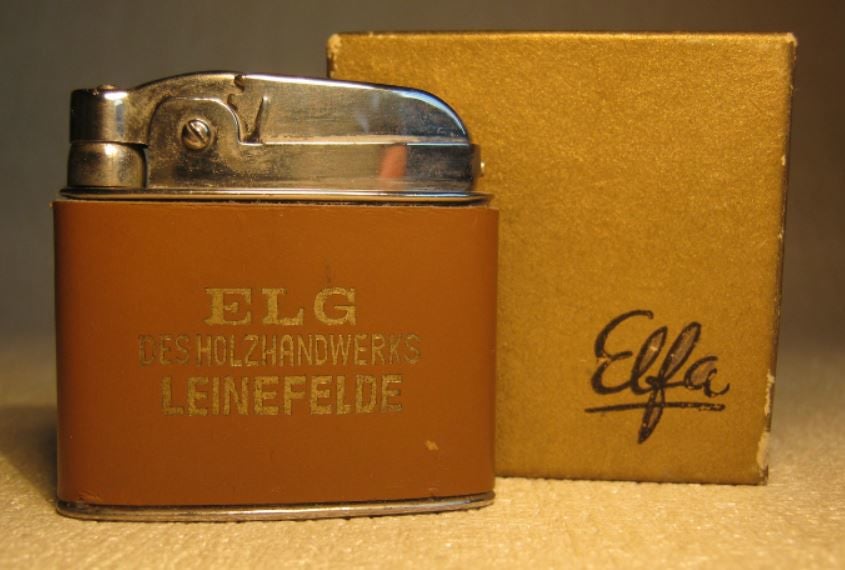 ELG
DES HOLZHANDWERKS
LEINEFELDE
Elfa